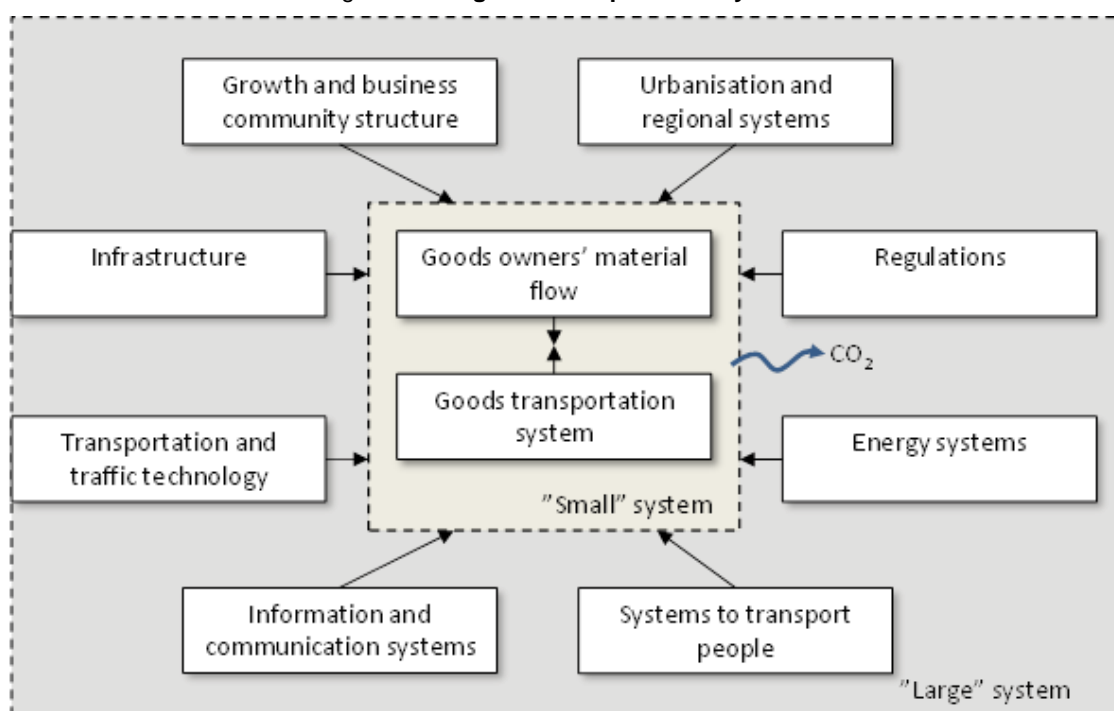 Growth and business
community structure
Urbanisation and
regional systems
Infrastructure
Goods owners’ material
flow
Regulations
CO2
Goods transportation
system
Transportation and
traffic technology
Energy systems
”Small” system
Information and
communication systems
Systems to transport
people
”Large” system